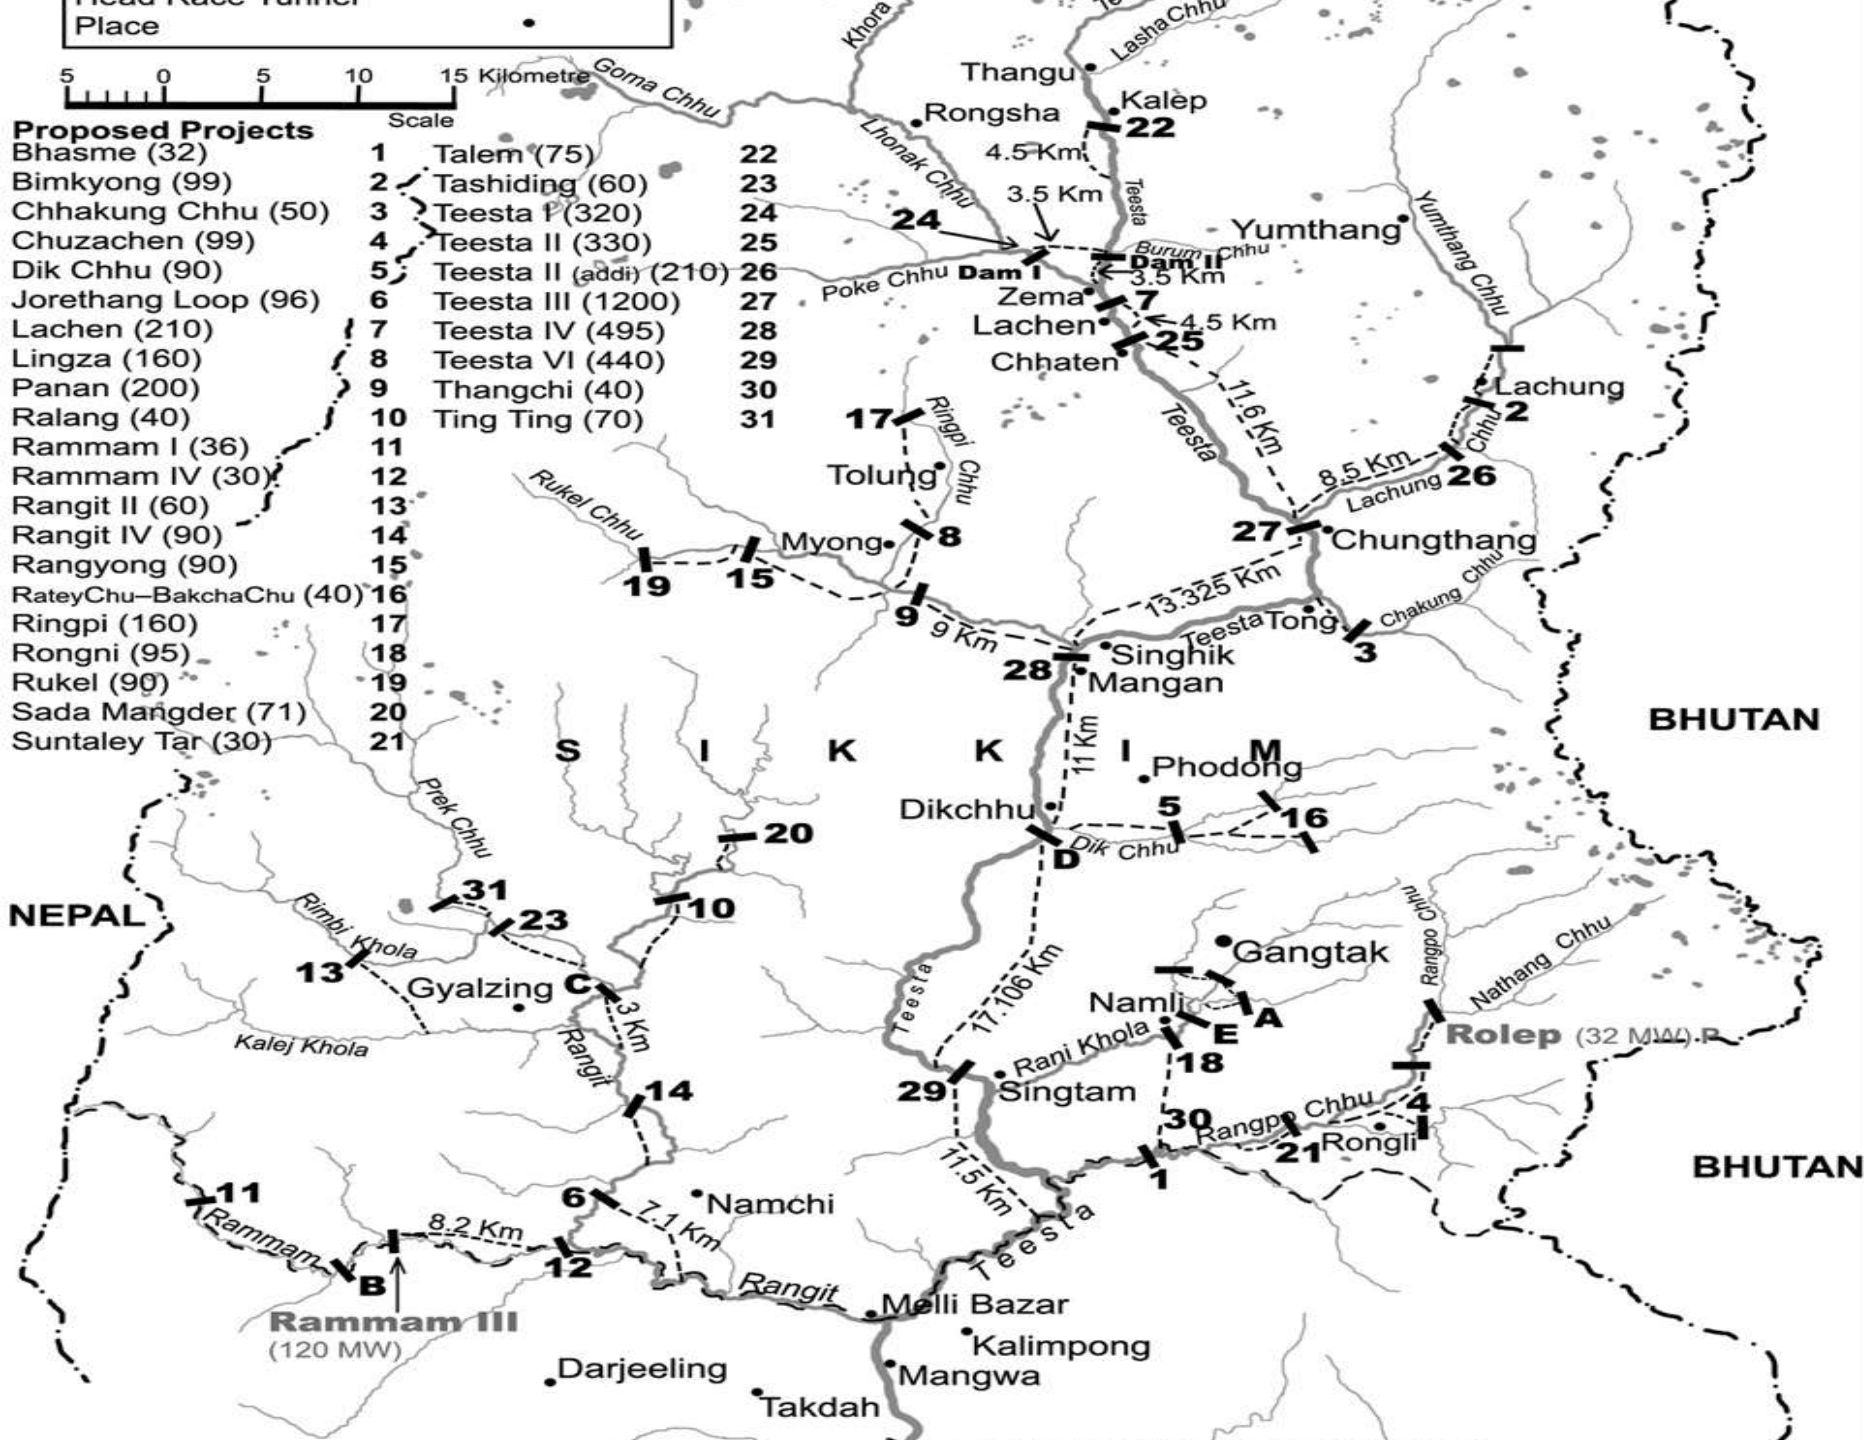 Head Race Tunnel
Place
5 0 5 10 15 Kilometre
Scale
Proposed Projects
Bhasme (32) 1
Bimkyong (99) 2
Chhakung Chhu (50) 3
Chuzachen (99) 4
Dik Chhu (90) 5
Jorethang Loop (96) 6
Lachen (210) 7
Lingza (160) 8
Panan (200) 9
Ralang (40) 10
Rammam I (36) 11
Rammam IV (30) 12
Rangit II (60) 13
Rangit IV (90) 14
Rangyong (90) 15
RateyChu–BakchaChu (40) 16
Ringpi (160) 17
Rongni (95) 18
Rukel (90) 19
Sada Mangder (71) 20
Suntaley Tar (30) 21
Talem (75) 22
Tashiding (60) 23
Teesta I (320) 24
Teesta II (330) 25
Teesta II (addi) (210) 26
Teesta III (1200) 27
Teesta IV (495) 28
Teesta VI (440) 29
Thangchi (40) 30
Ting Ting (70) 31
Goma Chhu
Khora
Lasha Chhu
Thangu
Kalep
Rongsha
22
Lhonak Chhu
4.5 Km
3.5 Km
Teesta
24
Yumthang
Yumthang Chhu
Burum Chhu
Poke Chhu
Dam I
Dam II
3.5 Km
Zema
7
Lachen
4.5 Km
25
Chhaten
Lachung
2
Chhu
11.6 Km
Teesta
17
Ringpi Chhu
Tolung
8.5 Km
Lachung
26
Rukel Chhu
27
Chungthang
Myong
8
19
15
13.325 Km
Chakung Chhu
9
9 Km
Teesta
Tong
3
Singhik
28
Mangan
BHUTAN
11 Km
S I K K I M
Phodong
Prek Chhu
Dikchhu
5
16
20
D
Dik Chhu
31
10
NEPAL
23
Rimbi Khola
Rangpo Chhu
Nathang Chhu
Gangtak
13
Gyalzing
C
3 Km
Teesta
17.106 Km
Namli
A
E
Rolep (32 MW) P
Kalej Khola
Rangit
Rani Khola
18
14
29
Singtam
30
Rangpo Chhu
4
21
Rongli
11.5 Km
1
BHUTAN
11
6
Namchi
7.1 Km
Rammam
8.2 Km
Teesta
B
12
Rangit
Rammam III
(120 MW)
Melli Bazar
Kalimpong
Darjeeling
Mangwa
Takdah